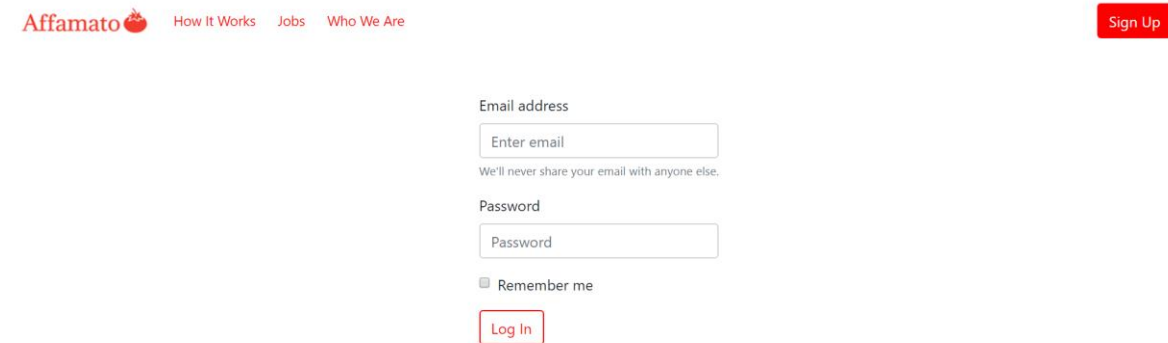 Affamato How It Works Jobs Who We Are Sign Up
Email address
Enter email
We'll never share your email with anyone else.
Password
Password
Remember me
Log In